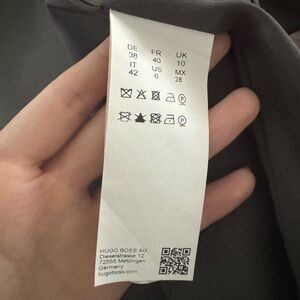 DE FR UK
38 40 10
IT US MX
42 6 28
P
P
HUGO BOSS AG
Dieselstrasse 12
72555 Metzingen
Germany
hugoboss.com